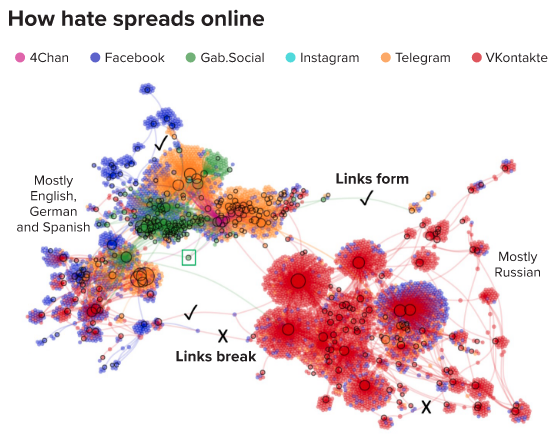 How hate spreads online
4Chan Facebook Gab.Social Instagram Telegram VKontakte
Mostly
English,
German
and Spanish
Links form
Mostly
Russian
Links break